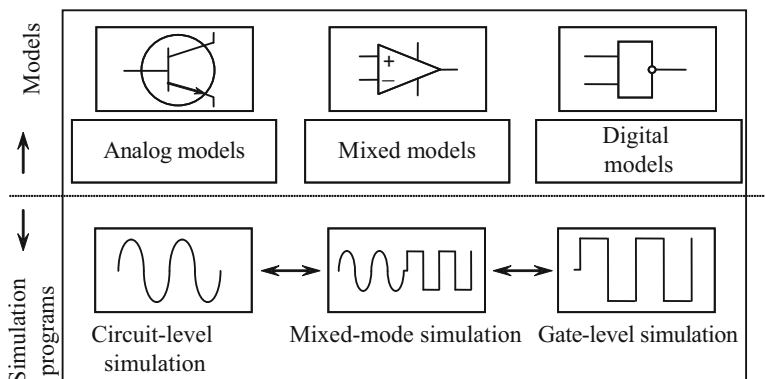 Models
+
−
Analog models
Mixed models
Digital
models
Simulation
programs
Circuit-level
simulation
Mixed-mode simulation
Gate-level simulation